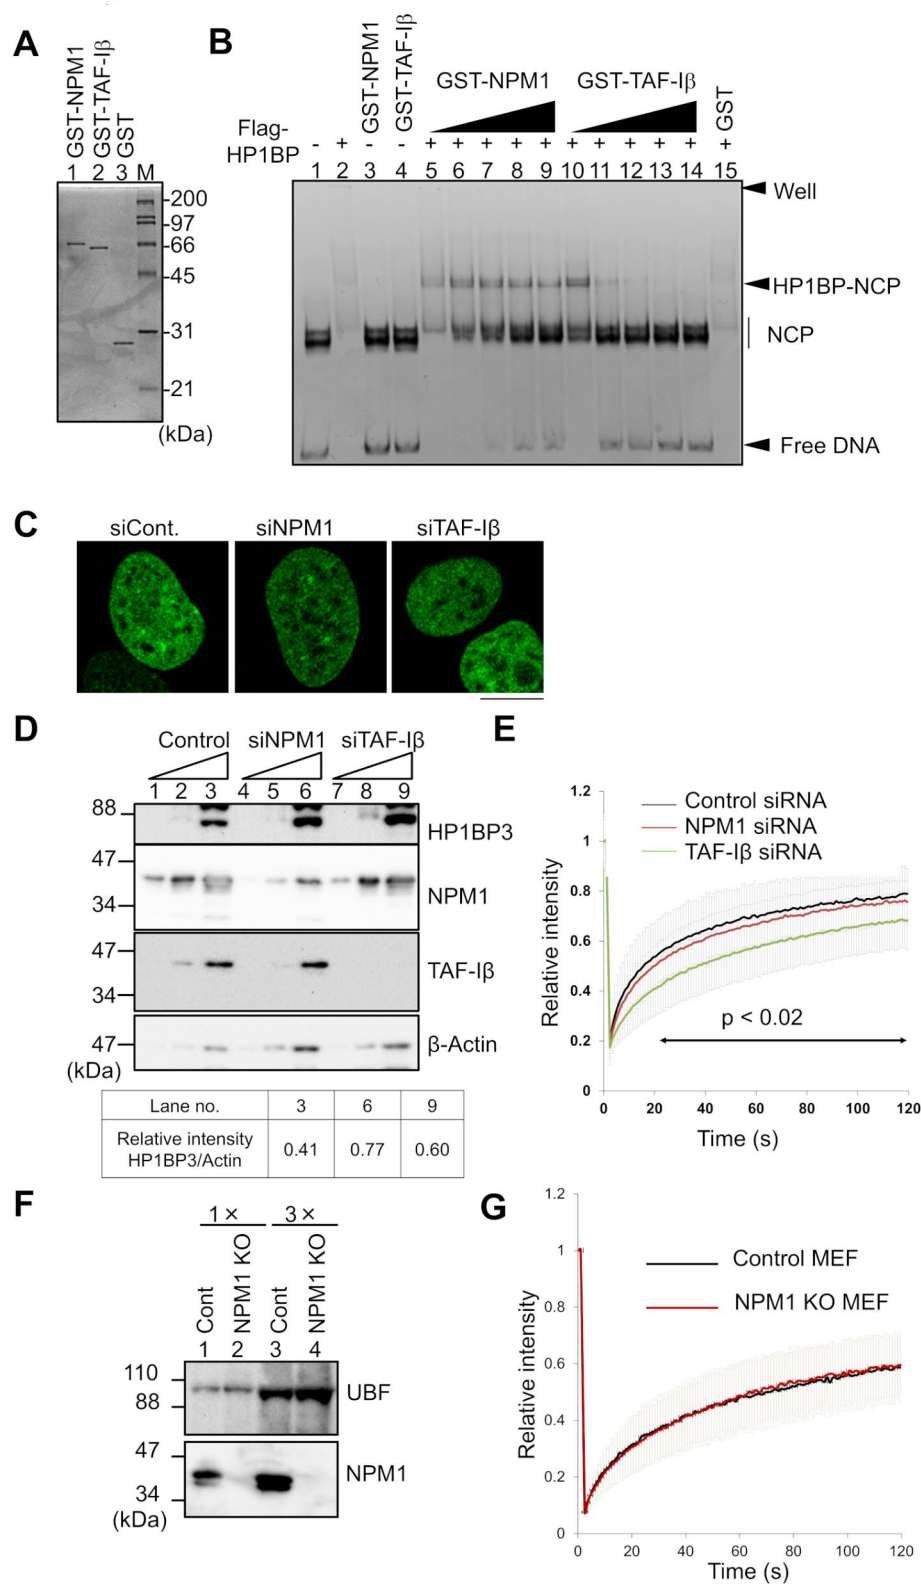 A
GST-NPM1
GST-TAF-Iβ
GST
1 2 3 M
-200
-97
-66
-45
-31
-21
(kDa)
B
GST-NPM1
GST-TAF-Iβ
GST-NPM1
GST-TAF-Iβ
GST
Flag-
HP1BP
- + - - + + + + + + + + + + +
1 2 3 4 5 6 7 8 9 10 11 12 13 14 15
Well
HP1BP-NCP
NCP
Free DNA
C
siCont. siNPM1 siTAF-Iβ
D
Control siNPM1 siTAF-Iβ
1 2 3 4 5 6 7 8 9
88
HP1BP3
47
34
NPM1
47
34
TAF-Iβ
47
β-Actin
(kDa)
Lane no. 3 6 9
Relative intensity
HP1BP3/Actin
0.41 0.77 0.60
E
1.2
1
0.8
0.6
0.4
0.2
0
Relative intensity
Control siRNA
NPM1 siRNA
TAF-Iβ siRNA
p < 0.02
0 20 40 60 80 100 120
Time (s)
F
1 × 3 ×
Cont
NPM1 KO
Cont
NPM1 KO
1 2 3 4
110
88
UBF
47
34
NPM1
(kDa)
G
1.2
1
0.8
0.6
0.4
0.2
0
Relative intensity
Control MEF
NPM1 KO MEF
0 20 40 60 80 100 120
Time (s)